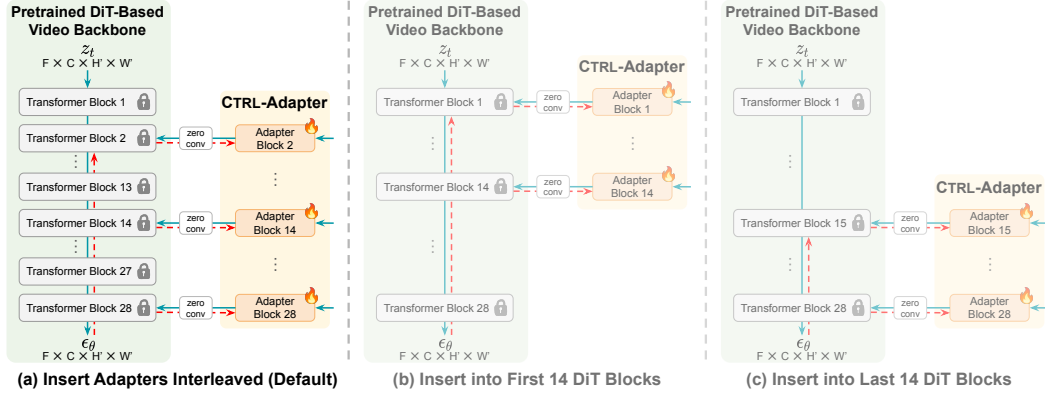 Pretrained DiT-Based
Video Backbone
z_t
F × C × H' × W'
Transformer Block 1
Transformer Block 2
⋮
Transformer Block 13
Transformer Block 14
⋮
Transformer Block 27
Transformer Block 28
ϵ_θ
F × C × H' × W'
CTRL-Adapter
zero
conv
Adapter
Block 2
⋮
zero
conv
Adapter
Block 14
⋮
zero
conv
Adapter
Block 28
(a) Insert Adapters Interleaved (Default)
Pretrained DiT-Based
Video Backbone
z_t
F × C × H' × W'
Transformer Block 1
⋮
Transformer Block 14
⋮
Transformer Block 28
ϵ_θ
F × C × H' × W'
CTRL-Adapter
zero
conv
Adapter
Block 1
⋮
zero
conv
Adapter
Block 14
(b) Insert into First 14 DiT Blocks
Pretrained DiT-Based
Video Backbone
z_t
F × C × H' × W'
Transformer Block 1
⋮
Transformer Block 15
⋮
Transformer Block 28
ϵ_θ
F × C × H' × W'
CTRL-Adapter
zero
conv
Adapter
Block 15
⋮
zero
conv
Adapter
Block 28
(c) Insert into Last 14 DiT Blocks